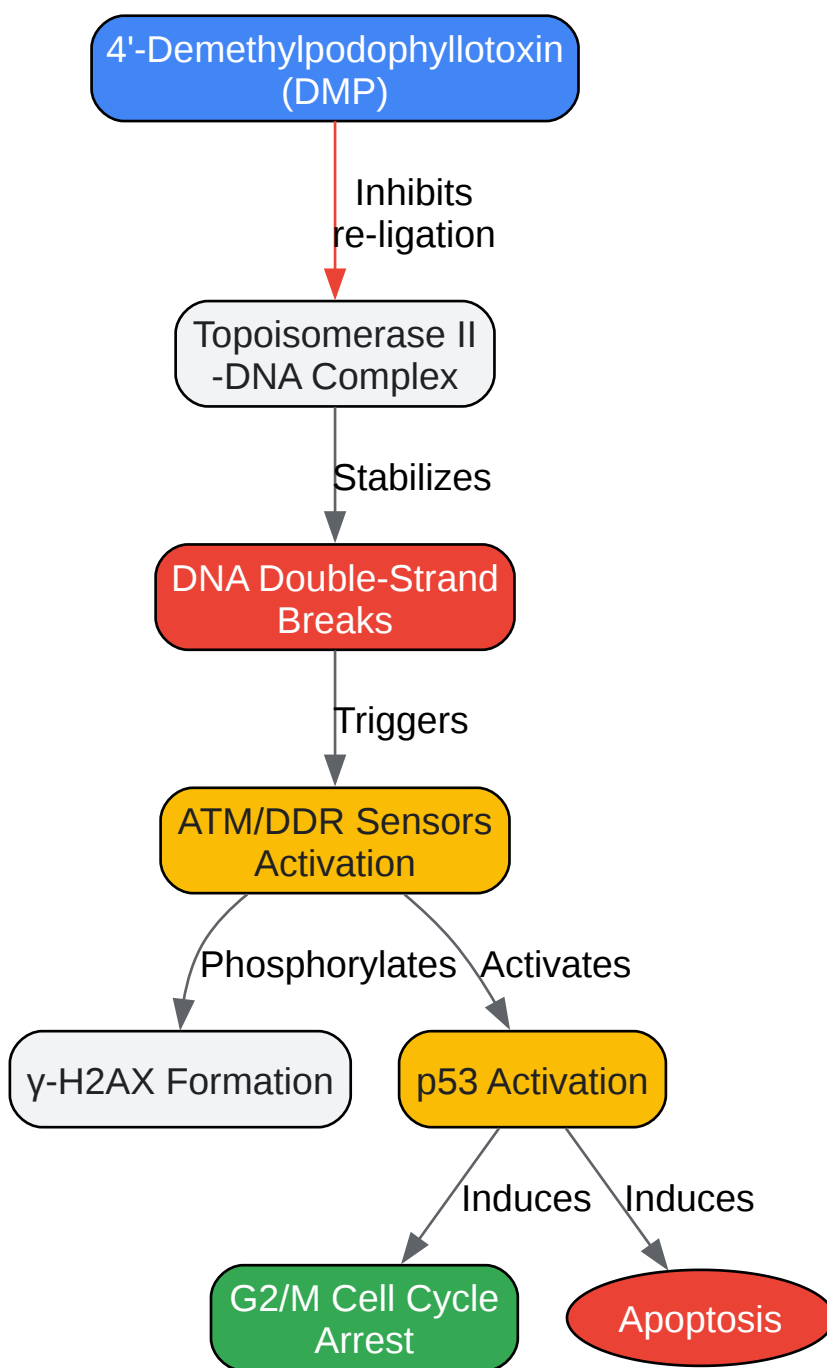 4'-Demethylpodophyllotoxin
(DMP)
Inhibits
re-ligation
Topoisomerase II
-DNA Complex
Stabilizes
DNA Double-Strand
Breaks
Triggers
ATM/DDR Sensors
Activation
Phosphorylates
Activates
γ-H2AX Formation
p53 Activation
Induces
Induces
G2/M Cell Cycle
Arrest
Apoptosis